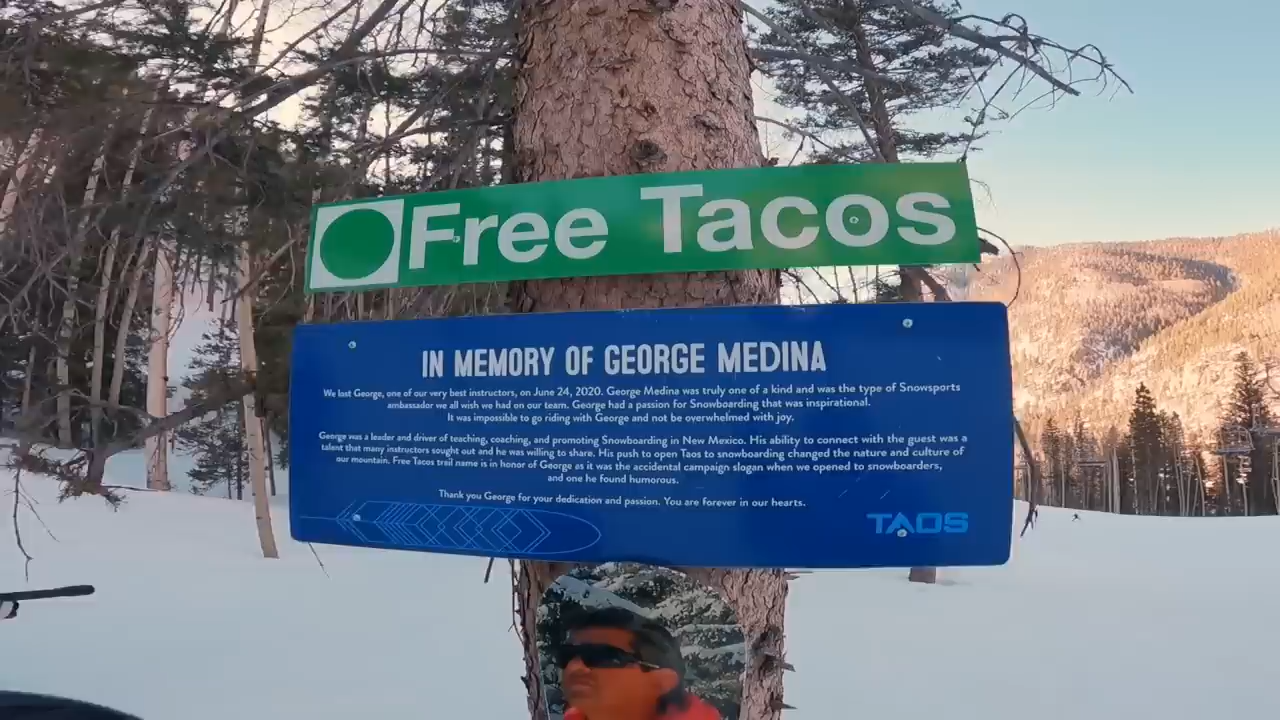 Free Tacos
IN MEMORY OF GEORGE MEDINA
We lost George, one of our very best instructors, on June 24, 2020. George Medina was truly one of a kind and was the type of Snowsports
ambassador we all wish we had on our team. George had a passion for Snowboarding that was inspirational.
It was impossible to go riding with George and not be overwhelmed with joy.
George was a leader and driver of teaching, coaching, and promoting Snowboarding in New Mexico. His ability to connect with the guest was a
talent that many instructors sought out and he was willing to share. His push to open Taos to snowboarding changed the nature and culture of
our mountain. Free Tacos trail name is in honor of George as it was the accidental campaign slogan when we opened to snowboarders,
and one he found humorous.
Thank you George for your dedication and passion. You are forever in our hearts.
TAOS